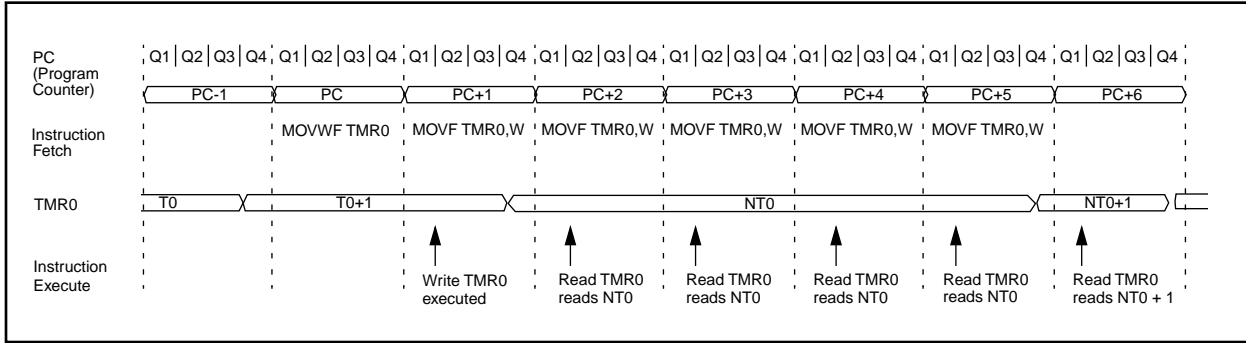 PC
(Program
Counter)
Q1 Q2 Q3 Q4 Q1 Q2 Q3 Q4 Q1 Q2 Q3 Q4 Q1 Q2 Q3 Q4 Q1 Q2 Q3 Q4 Q1 Q2 Q3 Q4 Q1 Q2 Q3 Q4 Q1 Q2 Q3 Q4
PC-1 PC PC+1 PC+2 PC+3 PC+4 PC+5 PC+6
Instruction
Fetch
MOVWF TMR0 MOVF TMR0,W MOVF TMR0,W MOVF TMR0,W MOVF TMR0,W MOVF TMR0,W
TMR0
T0 T0+1 NT0 NT0+1
Instruction
Execute
Write TMR0
executed
Read TMR0
reads NT0
Read TMR0
reads NT0
Read TMR0
reads NT0
Read TMR0
reads NT0
Read TMR0
reads NT0 + 1